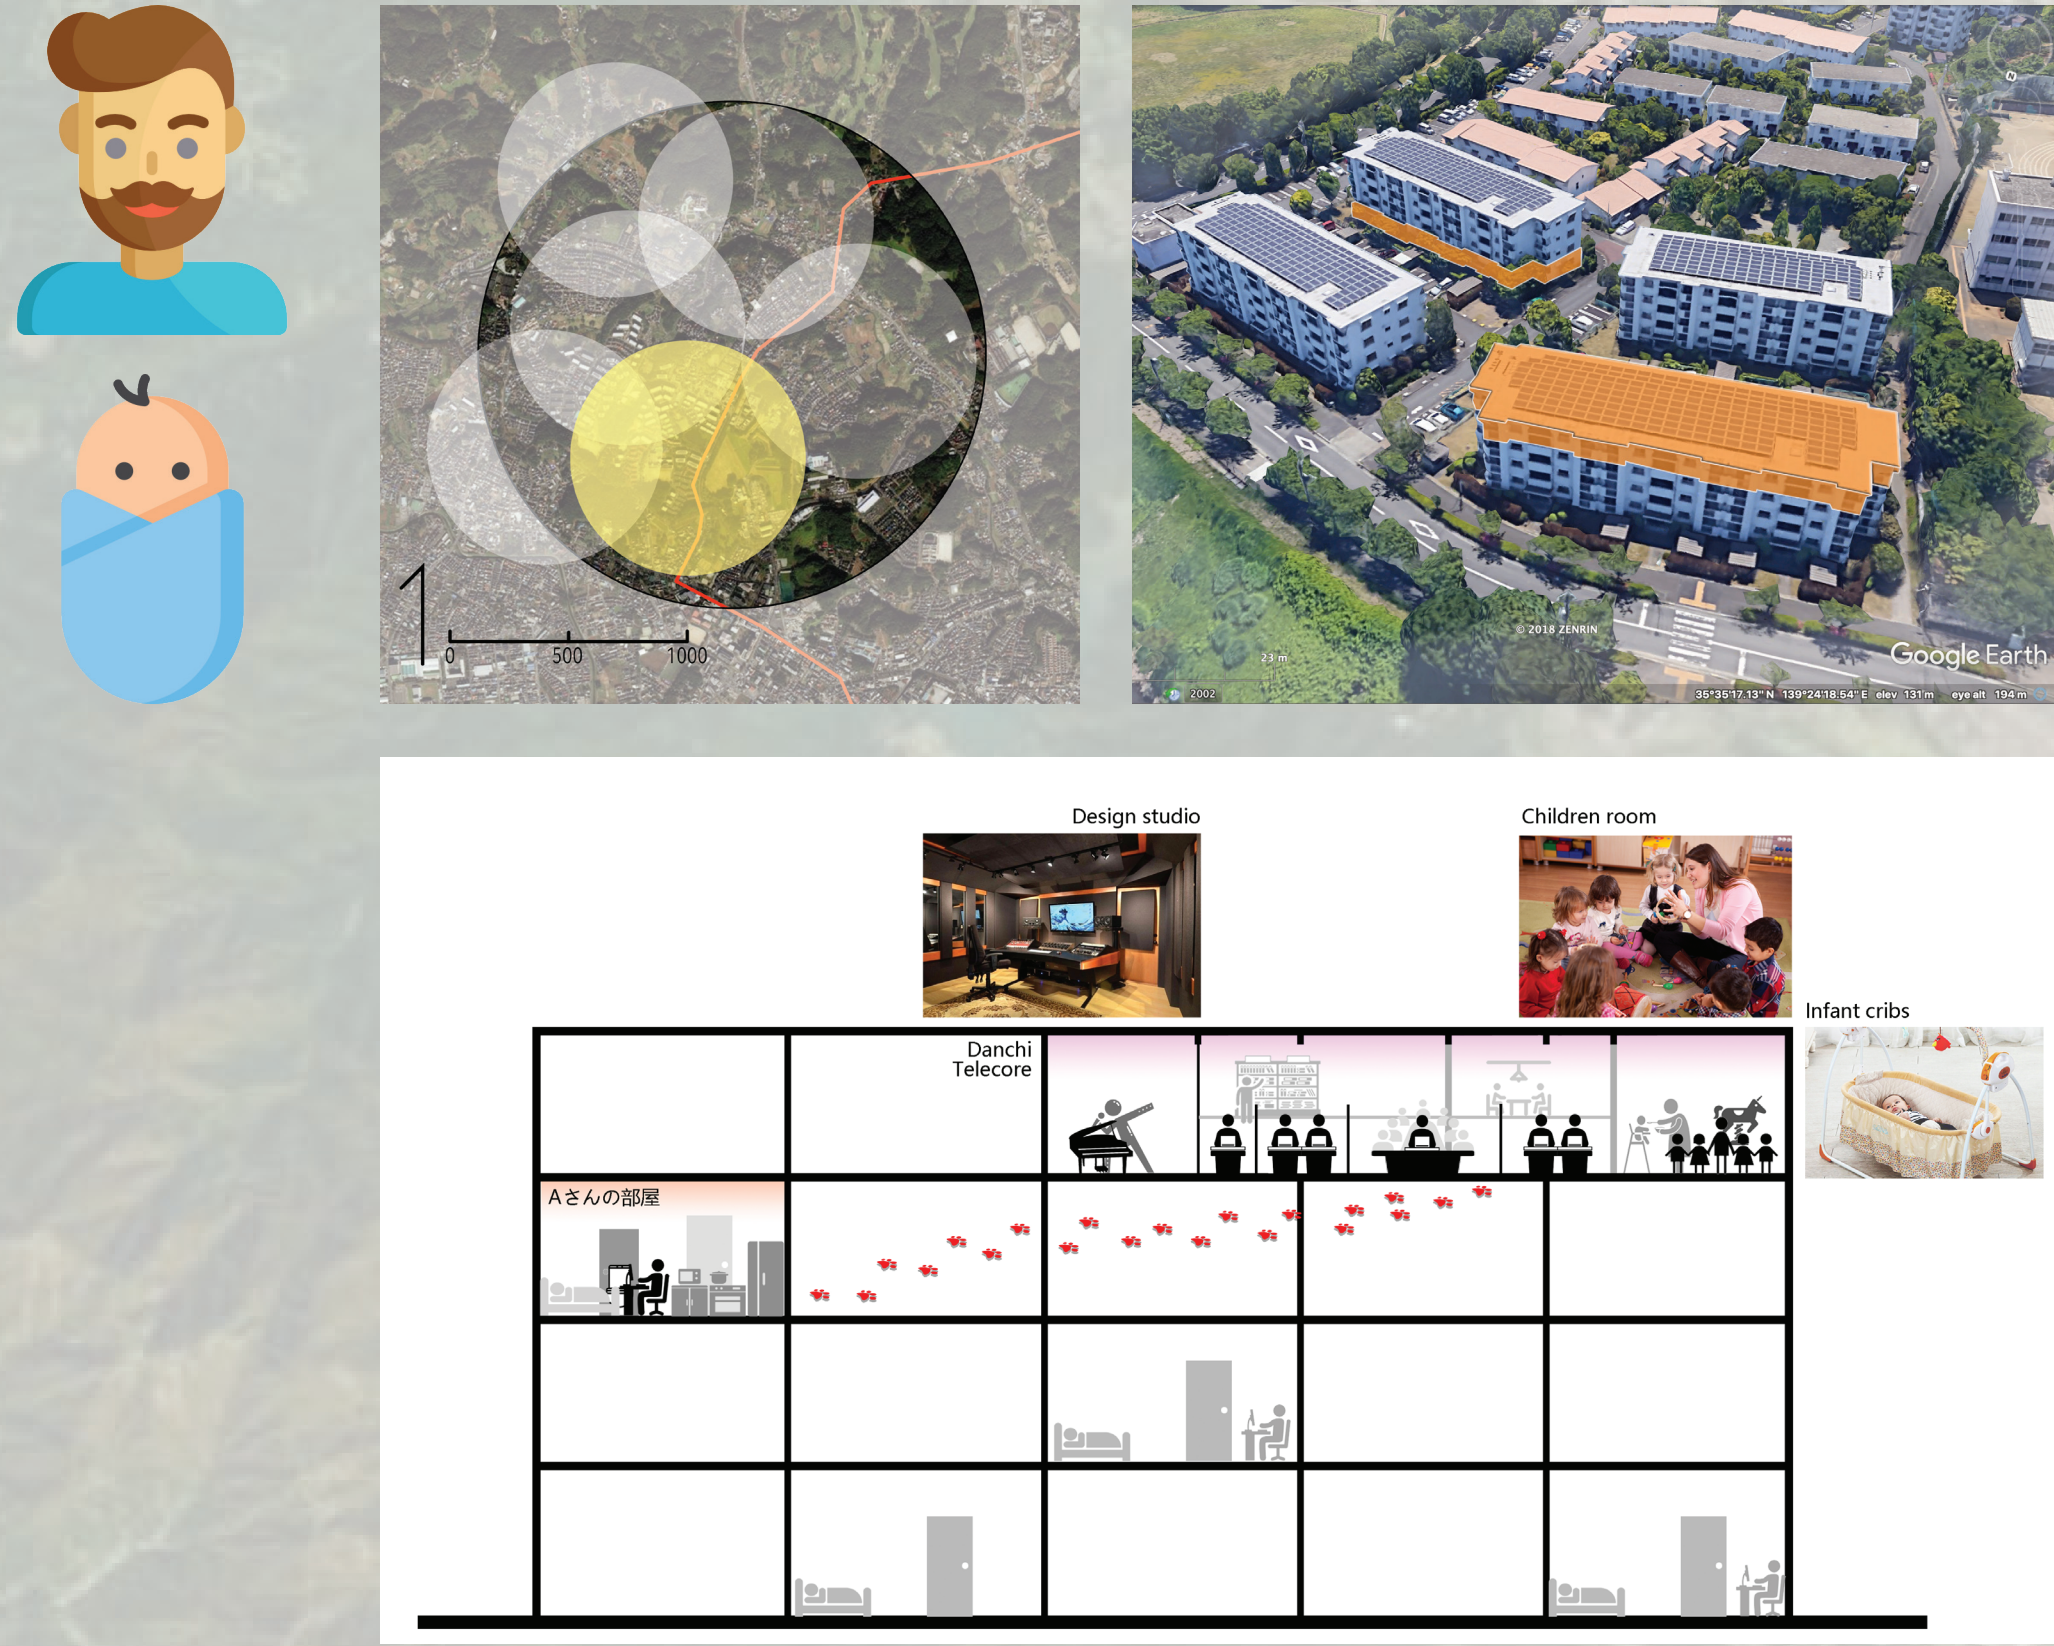 0
500
1000
© 2018 ZENRIN
23 m
Google Earth
2002
35°35'17.13" N 139°24'18.54" E elev 131 m eye alt 194 m
Design studio
Children room
Infant cribs
Danchi
Telecore
Aさんの部屋